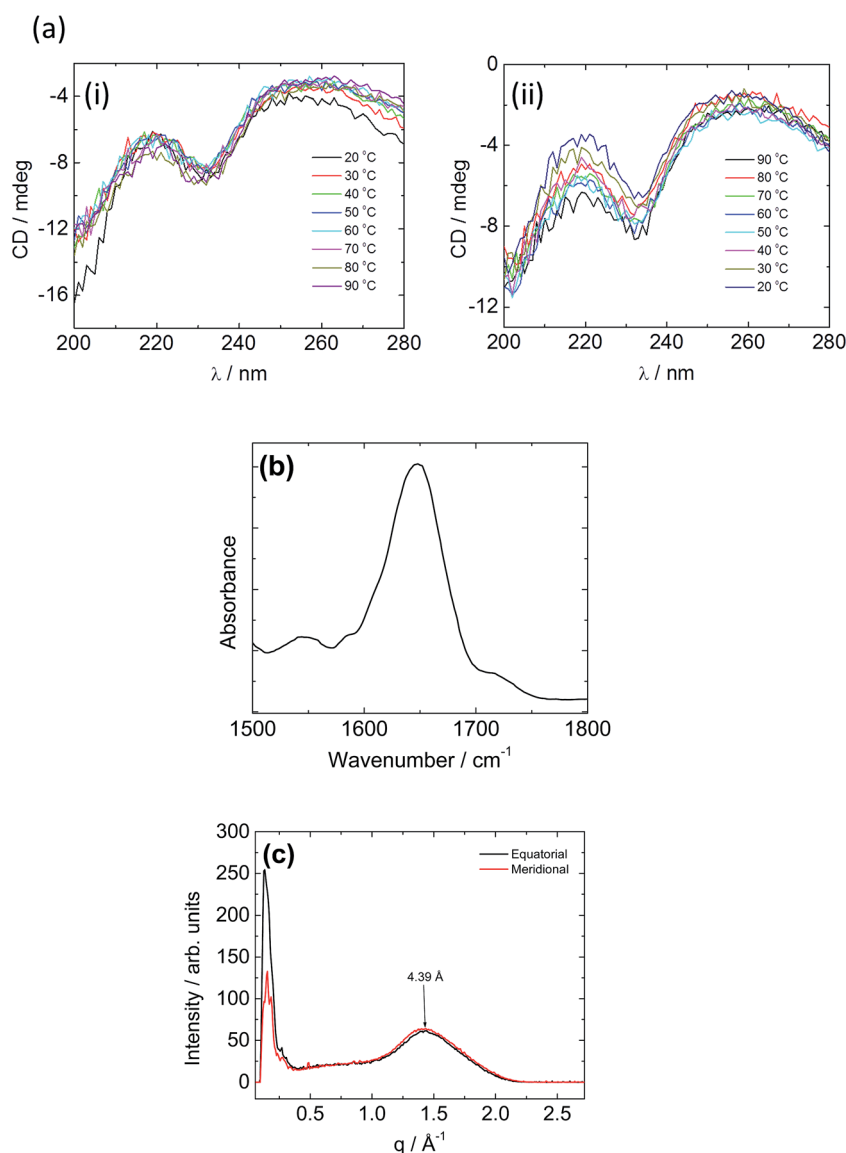 (a)
(i)
CD / mdeg
-4
-8
-12
-16
200
220
240
260
280
λ / nm
20 °C
30 °C
40 °C
50 °C
60 °C
70 °C
80 °C
90 °C
(ii)
CD / mdeg
0
-4
-8
-12
200
220
240
260
280
λ / nm
90 °C
80 °C
70 °C
60 °C
50 °C
40 °C
30 °C
20 °C
(b)
Absorbance
1500
1600
1700
1800
Wavenumber / cm⁻¹
(c)
Intensity / arb. units
300
250
200
150
100
50
0
Equatorial
Meridional
4.39 Å
0.5
1.0
1.5
2.0
2.5
q / Å⁻¹